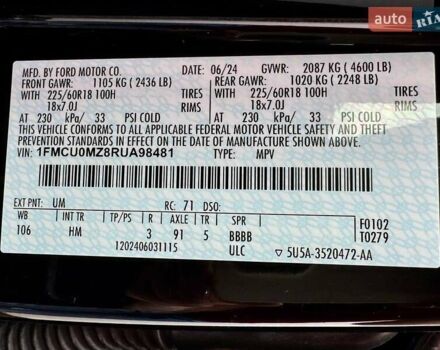 auto RIA
MFD. BY FORD MOTOR CO. 06/24 GVWR: 2087 KG ( 4600 LB)
FRONT GAWR: 1105 KG ( 2436 LB) REAR GAWR: 1020 KG ( 2248 LB)
WITH 225/60R18 100H TIRES WITH 225/60R18 100H TIRES
18x7.0J RIMS 18x7.0J RIMS
AT 230 kPa/ 33 PSI COLD AT 230 kPa/ 33 PSI COLD
THIS VEHICLE CONFORMS TO ALL APPLICABLE FEDERAL MOTOR VEHICLE SAFETY AND THEFT
PREVENTION STANDARDS IN EFFECT ON THE DATE OF MANUFACTURE SHOWN ABOVE.
VIN: 1FMCU0MZ8RUA98481 TYPE: MPV
EXT PNT: UM RC: 71 DSO:
WB INT TR TP/PS R AXLE TR SPR F0102
106 HM 3 91 5 BBBB T0279
1202406031115 ULC ▽ 5U5A-3520472-AA